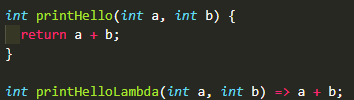 int printHello(int a, int b) {
  return a + b;
}

int printHelloLambda(int a, int b) => a + b;